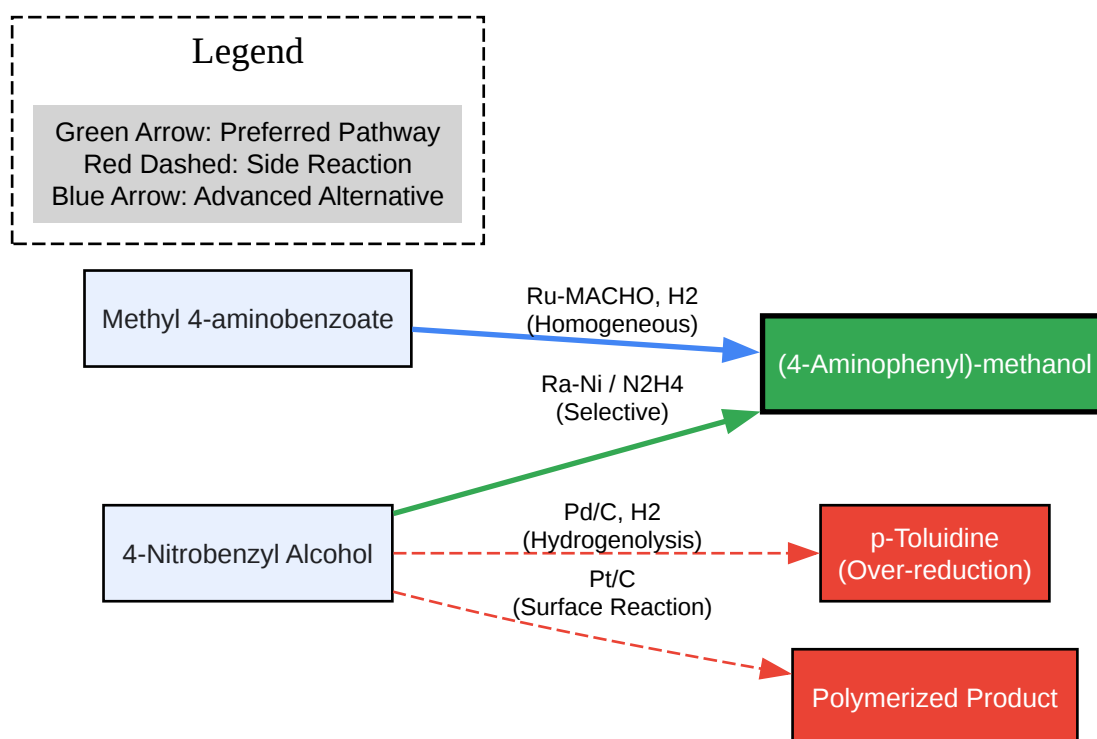 Legend
Green Arrow: Preferred Pathway
Red Dashed: Side Reaction
Blue Arrow: Advanced Alternative
Methyl 4-aminobenzoate
Ru-MACHO, H2
(Homogeneous)
(4-Aminophenyl)-methanol
Ra-Ni / N2H4
(Selective)
4-Nitrobenzyl Alcohol
Pd/C, H2
(Hydrogenolysis)
p-Toluidine
(Over-reduction)
Pt/C
(Surface Reaction)
Polymerized Product